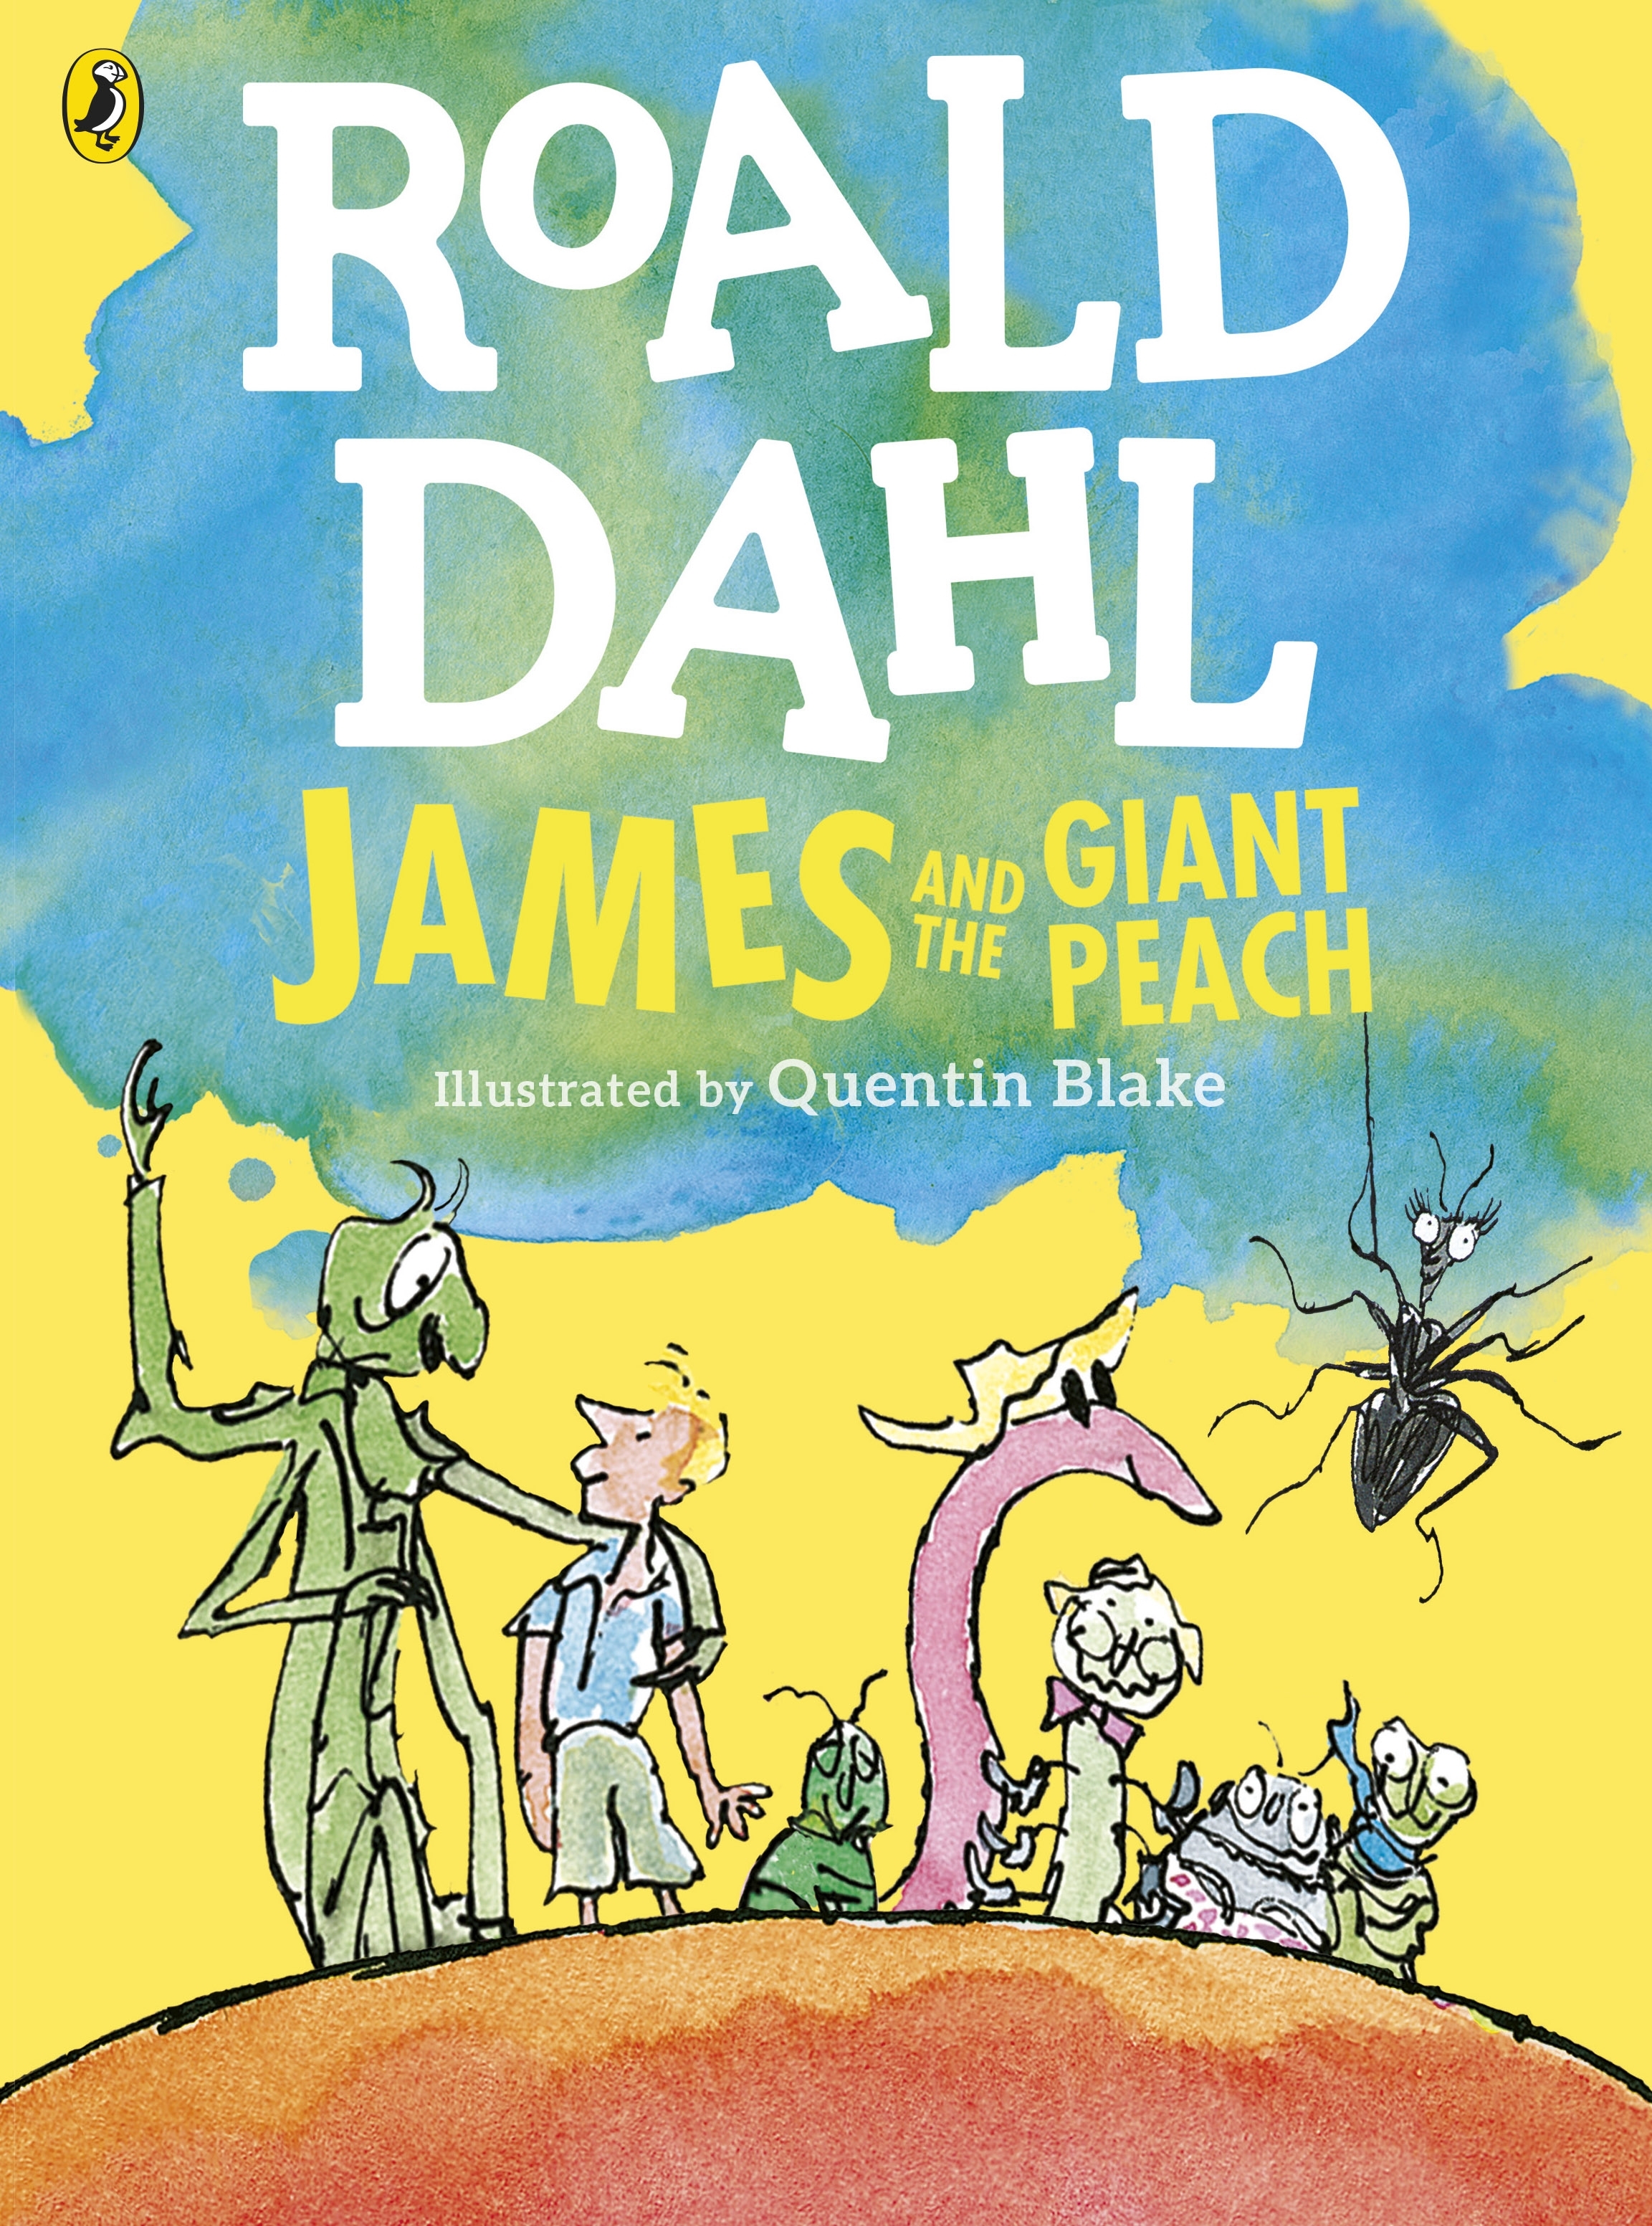 ROALD
DAHL
JAMES AND THE GIANT PEACH
Illustrated by Quentin Blake